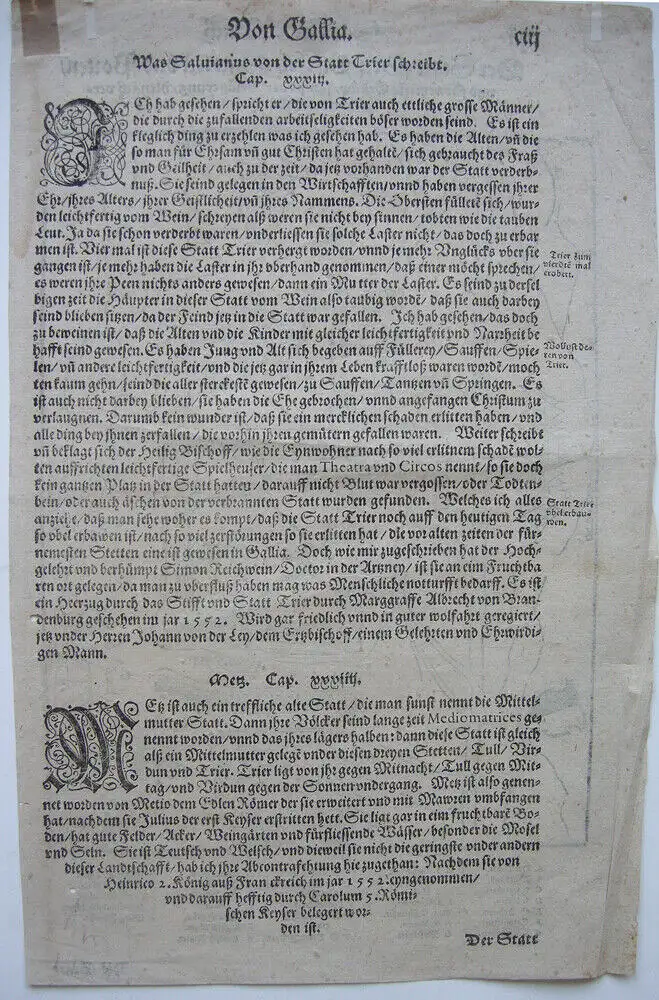 Von Gallia.
ciij
Was Saluianus von der Statt Trier schreibt.
Cap. xxxiij.
Ech hab gesehen/ spricht er/ die von Trier auch ettliche grosse Männer/
die durch die zufallenden arbeitseligkeiten böser worden seind. Es ist ein
kleglich ding zu erzehlen was ich gesehen hab. Es haben die Alten/ vñ die
so man für Ehrsam vñ gut Christen hat gehaltẽ/ sich gebraucht des Fraß
vnd Geilheit/ auch zu der zeit/ da jetz vorhanden war der Statt verderb-
nuß. Sie seind gelegen in den Wirtschafften/ vnnd haben vergessen jhrer
Ehr/ jhres Alters/ jhrer Geistlicheit/ vñ jhres Nammens. Die Obersten fülletẽ sich/ wur-
den leichtfertig vom Wein/ schreyen alß weren sie nicht bey sinnen/ tobten wie die tauben
Leut. Ja da sie schon verderbt waren/ vnderliessen sie solche Laster nicht/ das doch zu erbar
men ist. Vier mal ist diese Statt Trier verhergt worden/ vnnd je mehr Vnglücks vber sie
gangen ist/ je mehr haben die Laster in jhr oberhand genommen/ daß einer möcht sprechen/
es weren jhre Peen nichts anders gewesen/ dann ein Mutter der Laster. Es seind zu dersel
bigen zeit die Häupter in dieser Statt vom Wein also taubig wordẽ/ daß sie auch darbey
seind blieben sitzen/ da der Feind jetz in die Statt war gefallen. Ich hab gesehen/ das doch
zu beweinen ist/ daß die Alten vnd die Kinder mit gleicher leichtfertigkeit vnd Narrheit be
hafft seind gewesen. Es haben Jung vnd Alt sich begeben auff Füllerey/ Sauffen/ Spie-
len/ vñ andere leichtfertigkeit/ vnd die jetz gar in jhrem Leben krafftloß waren wordẽ/ moch
ten kaum gehn/ seind die aller sterckestẽ gewesen/ zu Sauffen/ Tantzen vñ Springen. Es
ist auch nicht darbey blieben/ sie haben die Ehe gebrochen/ vnnd angefangen Christum zu
verlaugnen. Darumb kein wunder ist/ daß sie ein mercklichen schaden erlitten haben/ vnd
alle ding bey jhnen zerfallen/ die vorhin jhren gemütern gefallen waren. Weiter schreibt
vñ beklagt sich der Heilig Bischoff/ wie die Eynwohner nach so viel erlitnem schadẽ wol-
ten auffrichten leichtfertige Spielheuser/ die man Theatra vnd Circos nennt/ so sie doch
kein gantzen Platz in der Statt hatten/ darauff nicht Blut war vergossen/ oder Todten-
bein/ oder auch äschen von der verbrannten Statt wurden gefunden. Welches ich alles
anziehe/ daß man sehe woher es kompt/ daß die Statt Trier noch auff den heutigen Tag
so vbel erbawen ist/ nach so viel zerstörungen so sie erlitten hat/ die vor alten zeiten der für-
nemesten Stetten eine ist gewesen in Gallia. Doch wie mir zugeschrieben hat der Hoch-
gelehrt vnd berhümpt Simon Reichwein/ Doctor in der Artzney/ ist sie an ein Fruchtba
ren ort gelegen/ da man zu vberfluß haben mag was Menschliche notturfft bedarff. Es ist
ein Heerzug durch das Stifft vnd Statt Trier durch Marggraffe Albrecht von Bran-
denburg geschehen im jar 1552. Wird gar friedlich vnnd in guter wolfahrt geregiert/
jetz vnder Herren Johann von der Ley/ dem Ertzbischoff/ einem Gelehrten vnd Ehrwirdi-
gen Mann.
Trier zum
vierdtẽ mal
erobert.
Wollust de-
ren von
Trier.
Statt Trier
vbel erbau-
wen.
Metz. Cap. xxxiiij.
Metz ist auch ein treffliche alte Statt/ die man sunst nennt die Mittel-
mutter Statt. Dann jhre Völcker seind lange zeit Mediomatrices ge-
nennt worden/ vnnd das jhres lägers halben: dann diese Statt ist gleich
alß ein Mittelmutter gelegẽ vnder diesen dreyen Stetten/ Tull/ Vir-
dun vnd Trier. Trier ligt von jhr gegen Mitnacht/ Tull gegen Mit-
tag/ vnd Virdun gegen der Sonnen vndergang. Metz ist also genen-
net worden von Metio dem Edlen Römer der sie erweitert vnd mit Mawren vmbfangen
hat/ nachdem sie Julius der erst Keyser erstritten hett. Sie ligt gar in eim fruchtbarẽ Bo-
den/ hat gute Felder/ Acker/ Weingärten vnd fürfliessende Wässer/ besonder die Mosel
vnd Seln. Sie ist Teutsch vnd Welsch/ vnd dieweil sie nicht die geringste vnder andern
dieser Landtschafft/ hab ich jhre Abcontrafehtung hie zugethan: Nachdem sie von
Heinrico 2. König auß Franckreich im jar 1552. eyngenommen/
vnd darauff hefftig durch Carolum 5. Römi-
schen Keyser belegert wor-
den ist.
Der Statt